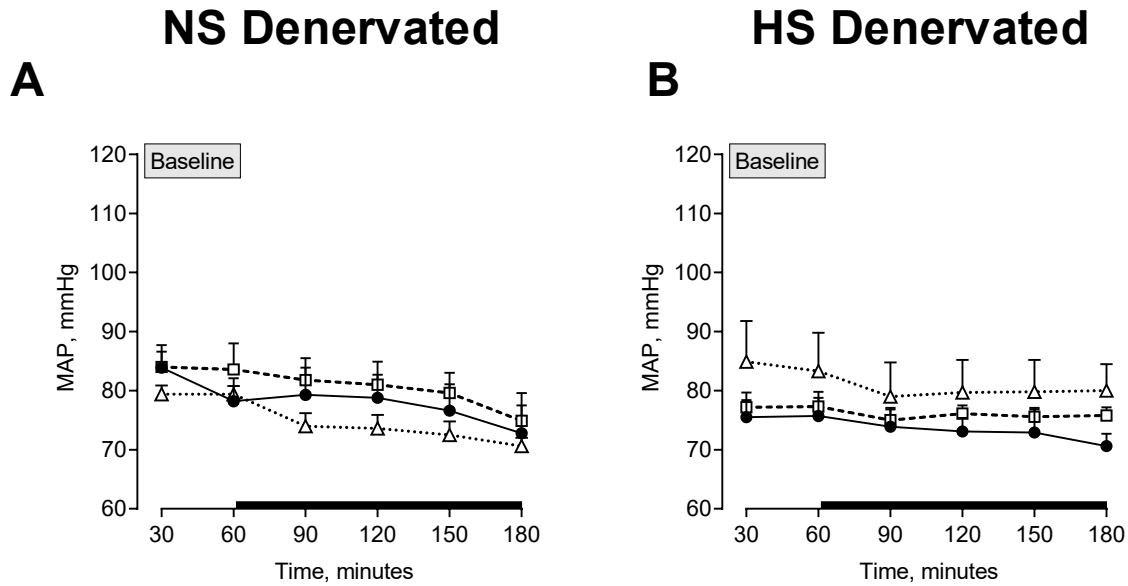 NS Denervated
HS Denervated
A
B
Baseline
120
110
100
90
80
70
60
MAP, mmHg
30 60 90 120 150 180
Time, minutes
Baseline
120
110
100
90
80
70
60
MAP, mmHg
30 60 90 120 150 180
Time, minutes